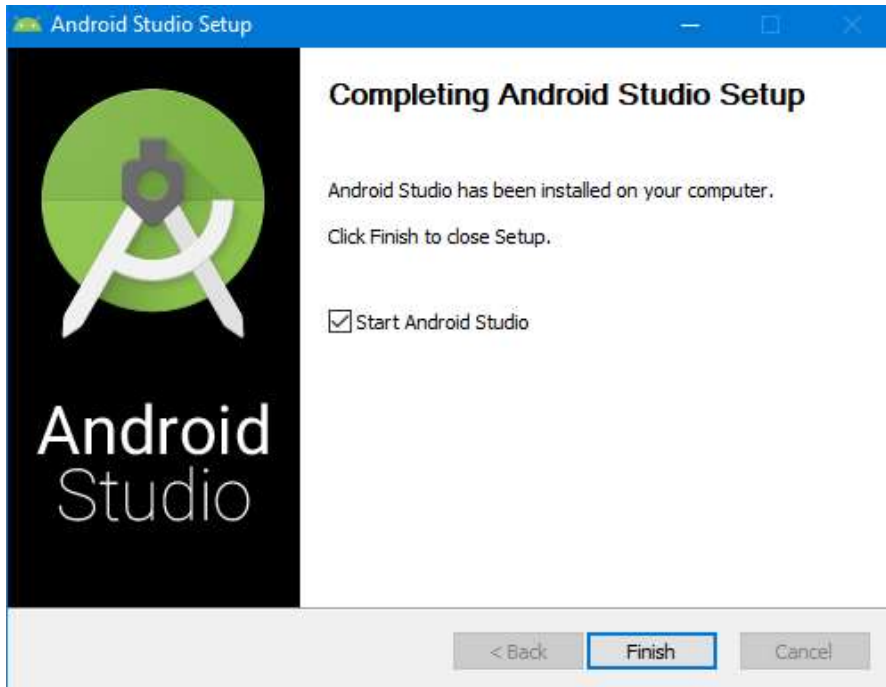 Android Studio Setup
Completing Android Studio Setup
Android Studio has been installed on your computer.
Click Finish to close Setup.
Start Android Studio
Android
Studio
< Back
Finish
Cancel